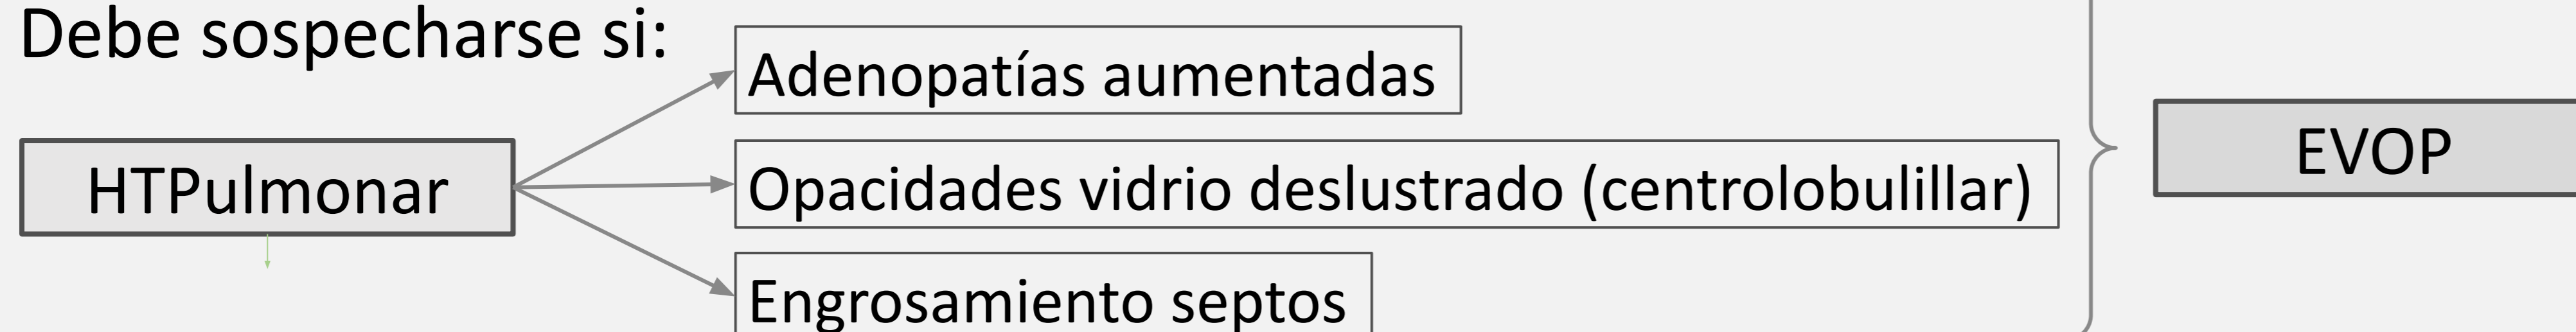 Debe sospecharse si:
Adenopatías aumentadas
HTPulmonar
Opacidades vidrio deslustrado (centrolobulillar)
Engrosamiento septos
EVOP